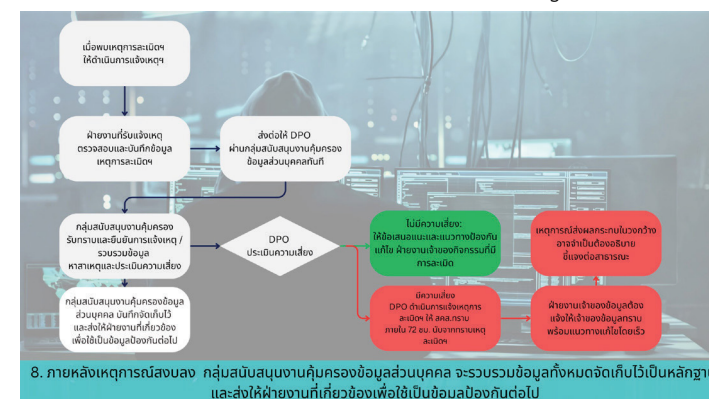 เมื่อพบเหตุการละเมิดฯ
ให้ดำเนินการแจ้งเหตุฯ
ฝ่ายงานที่รับแจ้งเหตุ
ตรวจสอบและบันทึกข้อมูล
เหตุการละเมิดฯ
ส่งต่อให้ DPO
ผ่านกลุ่มสนับสนุนงานคุ้มครอง
ข้อมูลส่วนบุคคลทันที
กลุ่มสนับสนุนงานคุ้มครอง
รับทราบและยืนยันการแจ้งเหตุ /
รวบรวมข้อมูล
หาสาเหตุและประเมินความเสี่ยง
DPO
ประเมินความเสี่ยง
ไม่มีความเสี่ยง:
ให้ข้อเสนอแนะและแนวทางป้องกัน
แก้ไข ฝ่ายงานเจ้าของกิจกรรมที่มี
การละเมิด
เหตุการณ์ส่งผลกระทบในวงกว้าง
อาจจำเป็นต้องอธิบาย
ชี้แจงต่อสาธารณะ
กลุ่มสนับสนุนงานคุ้มครองข้อมูล
ส่วนบุคคล บันทึกจัดเก็บไว้
และส่งให้ฝ่ายงานที่เกี่ยวข้อง
เพื่อใช้เป็นข้อมูลป้องกันต่อไป
มีความเสี่ยง
DPO ดำเนินการแจ้งเหตุการ
ละเมิดฯ ให้ สคส.ทราบ
ภายใน 72 ชม. นับจากทราบเหตุ
ละเมิดฯ
ฝ่ายงานเจ้าของข้อมูลต้อง
แจ้งให้เจ้าของข้อมูลทราบ
พร้อมแนวทางแก้ไขโดยเร็ว
8. ภายหลังเหตุการณ์สงบลง กลุ่มสนับสนุนงานคุ้มครองข้อมูลส่วนบุคคล จะรวบรวมข้อมูลทั้งหมดจัดเก็บไว้เป็นหลักฐาน
และส่งให้ฝ่ายงานที่เกี่ยวข้องเพื่อใช้เป็นข้อมูลป้องกันต่อไป